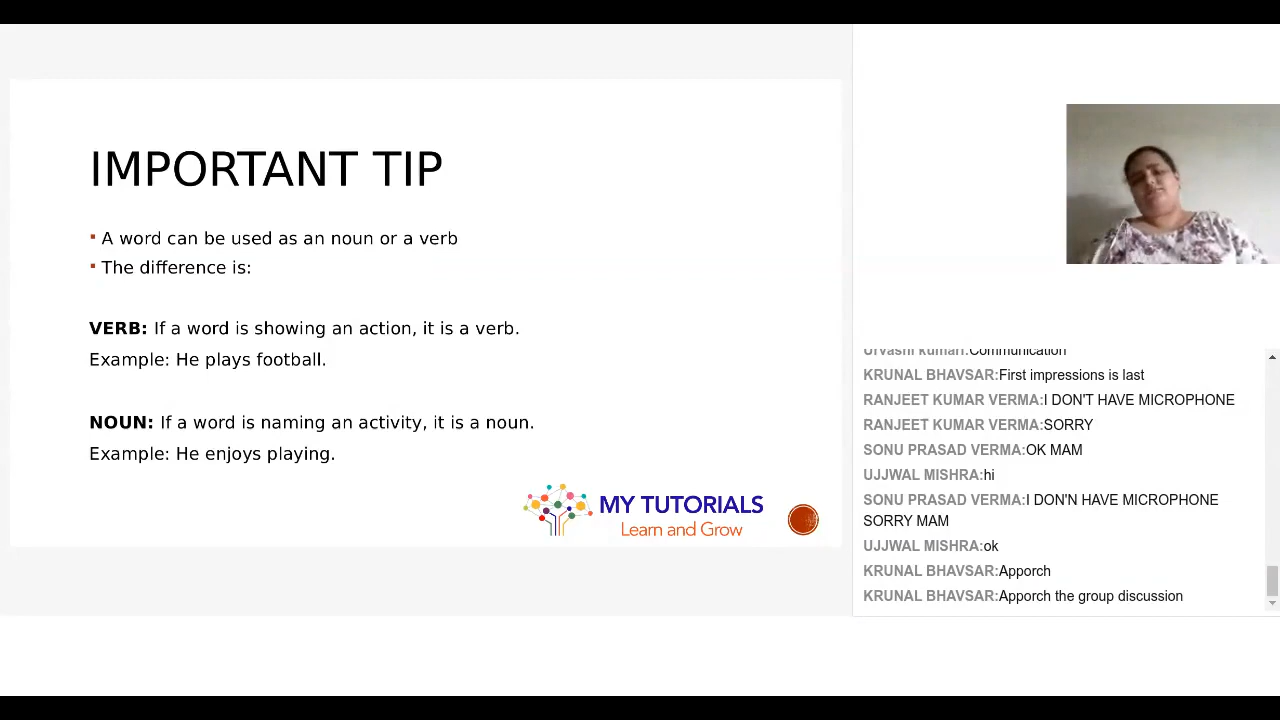 IMPORTANT TIP
▪ A word can be used as an noun or a verb
▪ The difference is:
VERB: If a word is showing an action, it is a verb.
Example: He plays football.
NOUN: If a word is naming an activity, it is a noun.
Example: He enjoys playing.
MY TUTORIALS
Learn and Grow
Urvashi kumari:Communication
KRUNAL BHAVSAR:First impressions is last
RANJEET KUMAR VERMA:I DON'T HAVE MICROPHONE
RANJEET KUMAR VERMA:SORRY
SONU PRASAD VERMA:OK MAM
UJJWAL MISHRA:hi
SONU PRASAD VERMA:I DON'N HAVE MICROPHONE
SORRY MAM
UJJWAL MISHRA:ok
KRUNAL BHAVSAR:Apporch
KRUNAL BHAVSAR:Apporch the group discussion